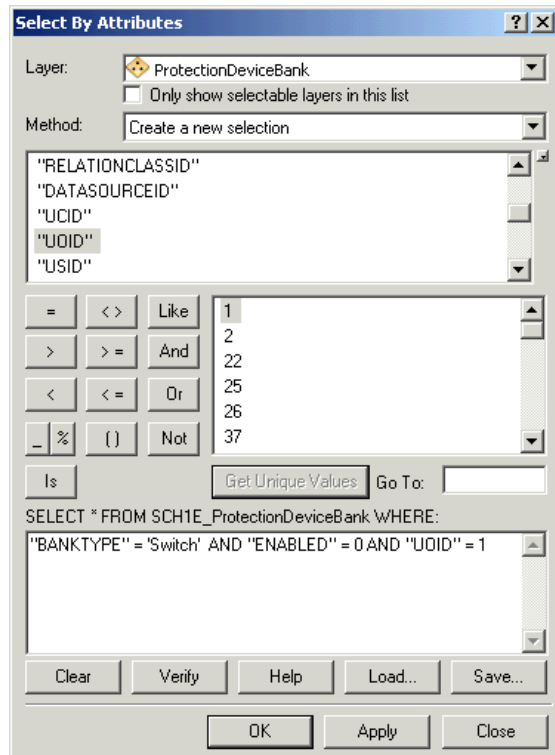 Select By Attributes ? x
Layer: ProtectionDeviceBank
Only show selectable layers in this list
Method: Create a new selection
"RELATIONCLASSID"
"DATASOURCEID"
"UCID"
"UOID"
"USID"
= < > Like
> > = And
< < = Or
_ % ( ) Not
Is
1
2
22
25
26
37
Get Unique Values Go To:
SELECT * FROM SCH1E_ProtectionDeviceBank WHERE:
"BANKTYPE" = 'Switch' AND "ENABLED" = 0 AND "UOID" = 1
Clear Verify Help Load... Save...
OK Apply Close